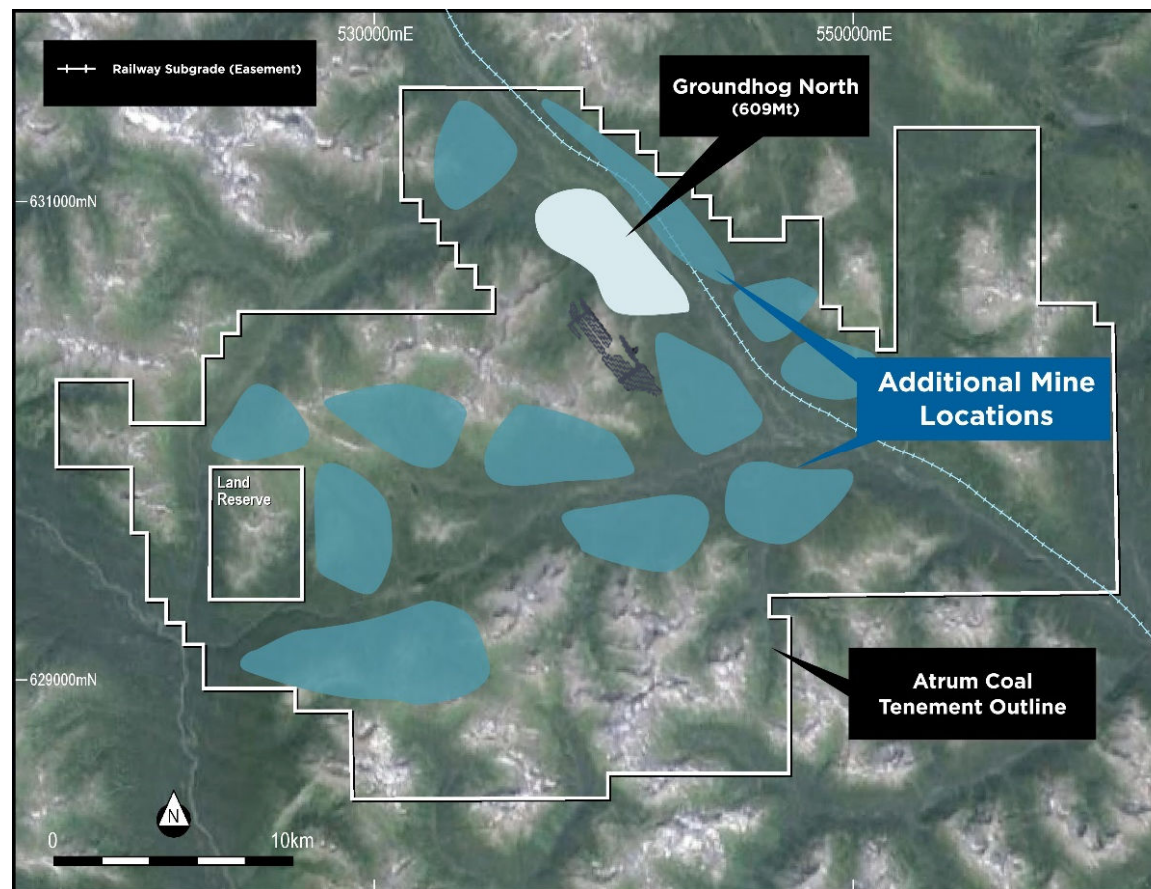 530000mE
550000mE
Railway Subgrade (Easement)
Groundhog North
(609Mt)
631000mN
Additional Mine
Locations
Land
Reserve
629000mN
Atrum Coal
Tenement Outline
N
0
10km